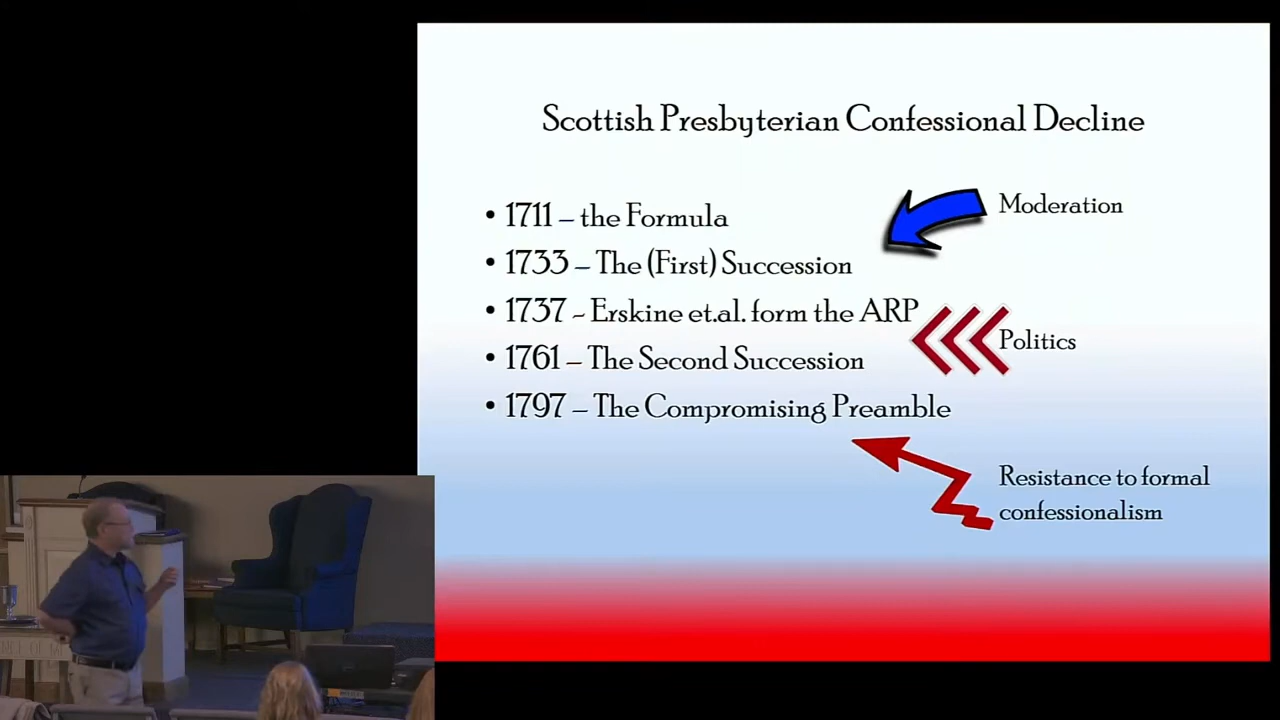 Scottish Presbyterian Confessional Decline
• 1711 – the Formula
• 1733 – The (First) Succession
• 1737 - Erskine et.al. form the ARP
• 1761 – The Second Succession
• 1797 – The Compromising Preamble
Moderation
Politics
Resistance to formal
confessionalism